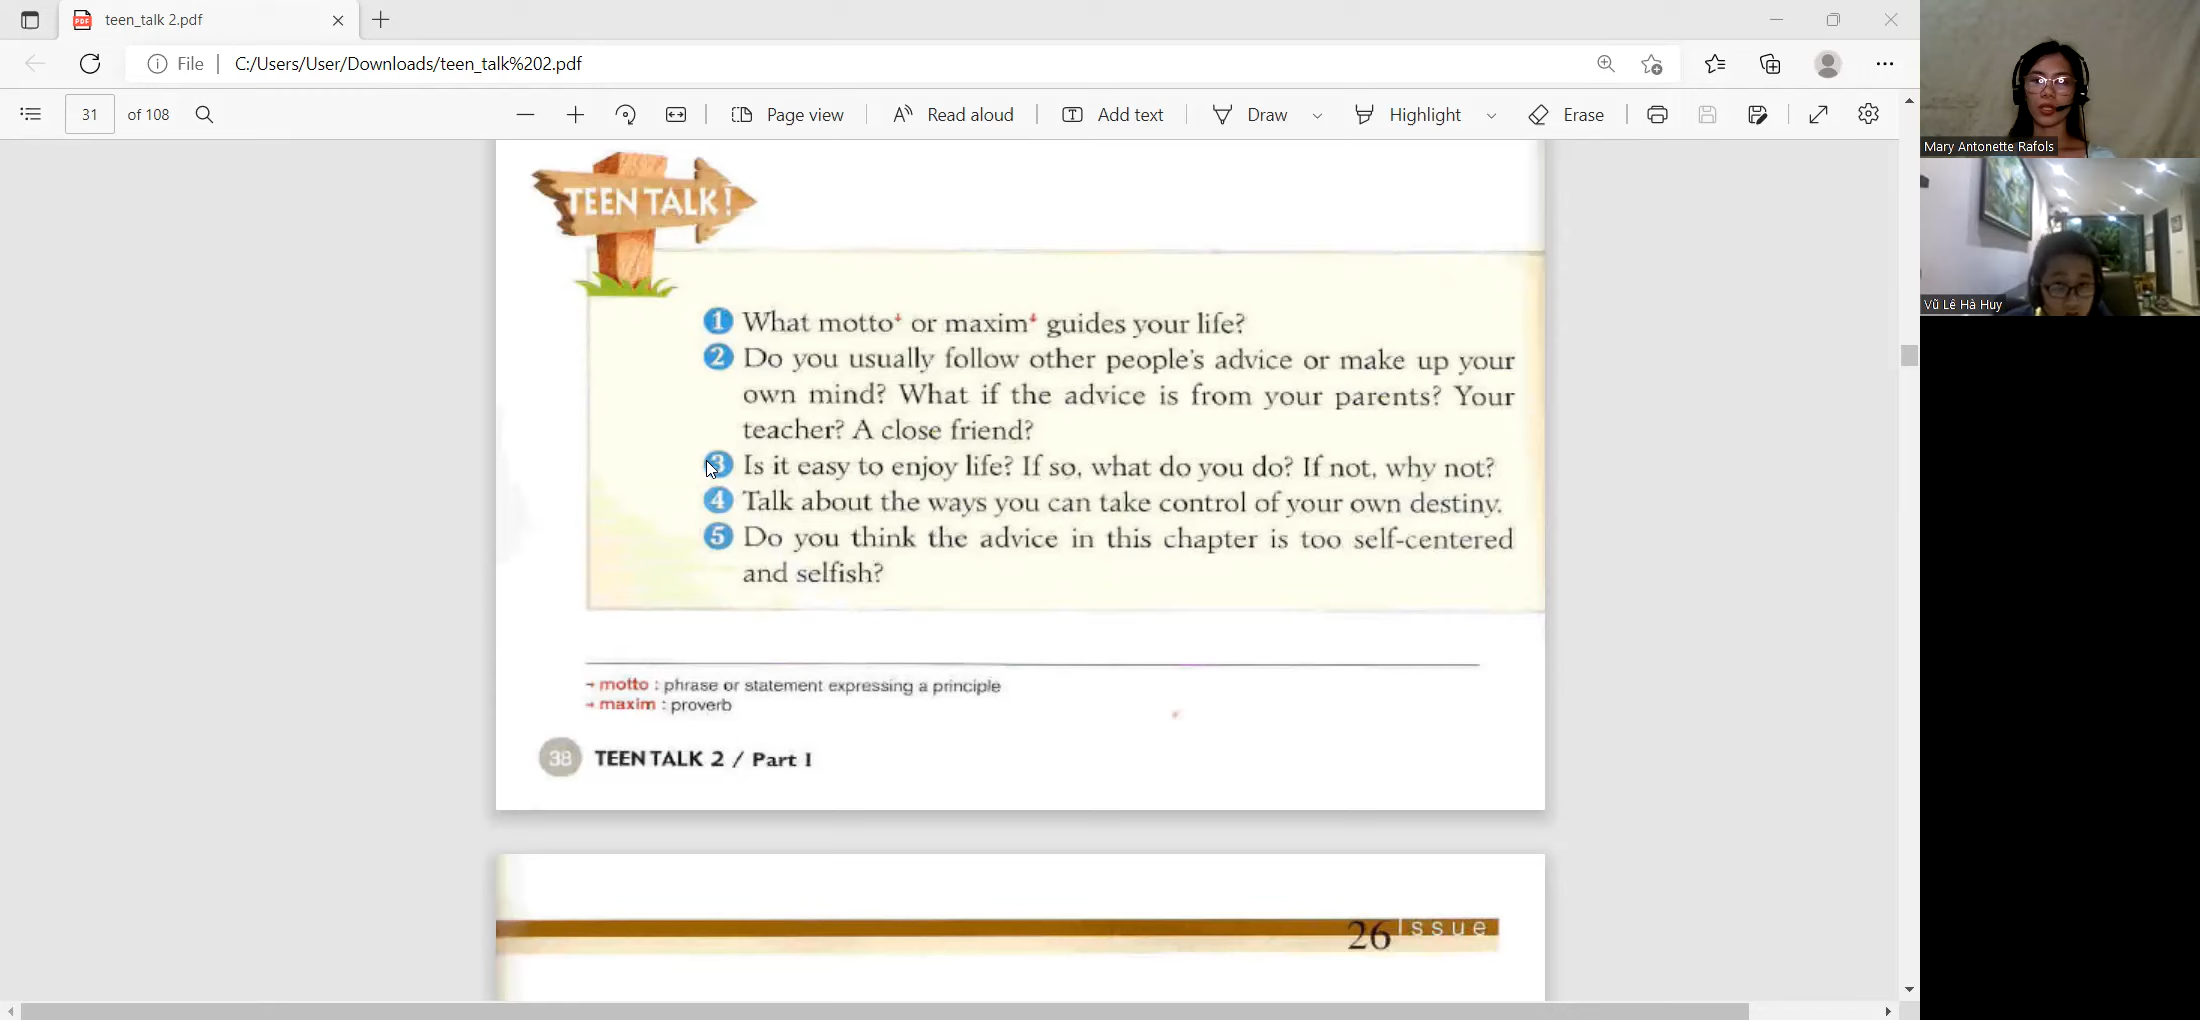 teen_talk 2.pdf
File C:/Users/User/Downloads/teen_talk%202.pdf
31 of 108 Page view Read aloud Add text Draw Highlight Erase
TEEN TALK!
1 What motto+ or maxim+ guides your life?
2 Do you usually follow other people's advice or make up your
own mind? What if the advice is from your parents? Your
teacher? A close friend?
3 Is it easy to enjoy life? If so, what do you do? If not, why not?
4 Talk about the ways you can take control of your own destiny.
5 Do you think the advice in this chapter is too self-centered
and selfish?
motto : phrase or statement expressing a principle
maxim : proverb
38 TEEN TALK 2 / Part 1
26 Issue
Mary Antonette Rafols
Vũ Lê Hà Huy